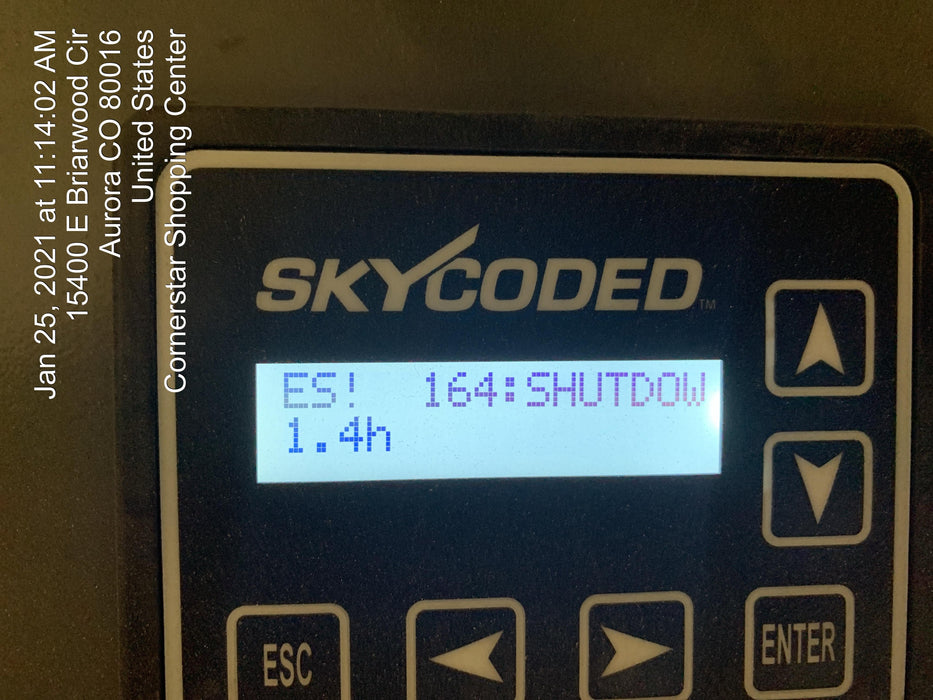 Jan 25, 2021 at 11:14:02 AM
15400 E Briarwood Cir
Aurora CO 80016
United States
Cornerstar Shopping Center
SKYCODED™
ES! 164:SHUTDOW
1.4h
ESC
ENTER